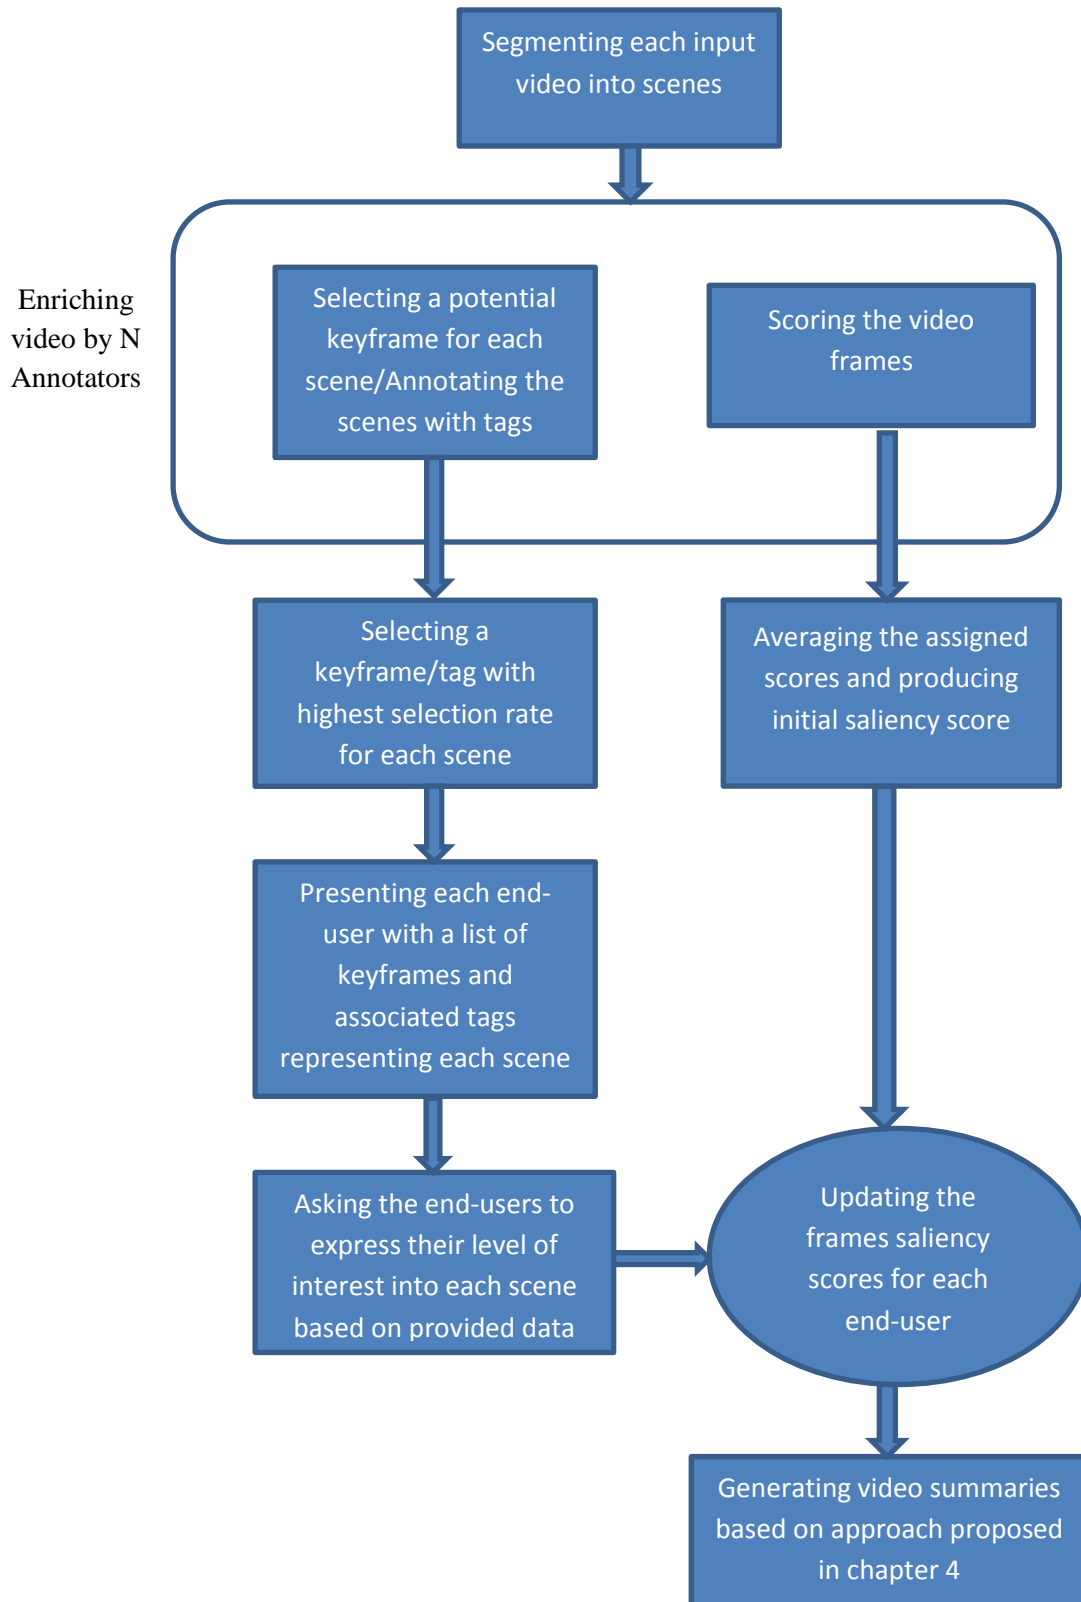 Segmenting each input
video into scenes
Enriching
video by N
Annotators
Selecting a potential
keyframe for each
scene/Annotating the
scenes with tags
Scoring the video
frames
Selecting a
keyframe/tag with
highest selection rate
for each scene
Averaging the assigned
scores and producing
initial saliency score
Presenting each end-
user with a list of
keyframes and
associated tags
representing each scene
Asking the end-users to
express their level of
interest into each scene
based on provided data
Updating the
frames saliency
scores for each
end-user
Generating video summaries
based on approach proposed
in chapter 4